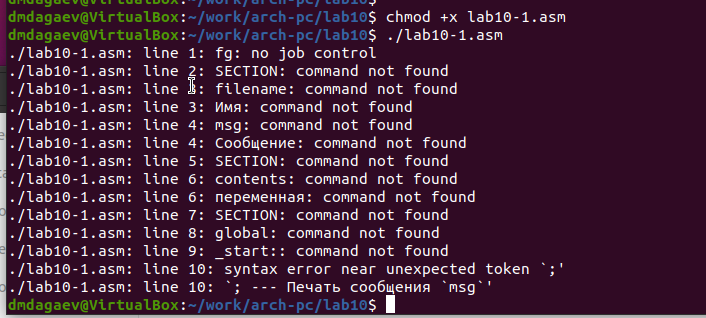 dmdagaev@VirtualBox:~/work/arch-pc/lab10$ chmod +x lab10-1.asm
dmdagaev@VirtualBox:~/work/arch-pc/lab10$ ./lab10-1.asm
./lab10-1.asm: line 1: fg: no job control
./lab10-1.asm: line 2: SECTION: command not found
./lab10-1.asm: line 3: filename: command not found
./lab10-1.asm: line 3: Имя: command not found
./lab10-1.asm: line 4: msg: command not found
./lab10-1.asm: line 4: Сообщение: command not found
./lab10-1.asm: line 5: SECTION: command not found
./lab10-1.asm: line 6: contents: command not found
./lab10-1.asm: line 6: переменная: command not found
./lab10-1.asm: line 7: SECTION: command not found
./lab10-1.asm: line 8: global: command not found
./lab10-1.asm: line 9: _start:: command not found
./lab10-1.asm: line 10: syntax error near unexpected token `;'
./lab10-1.asm: line 10: `; --- Печать сообщения `msg`'
dmdagaev@VirtualBox:~/work/arch-pc/lab10$